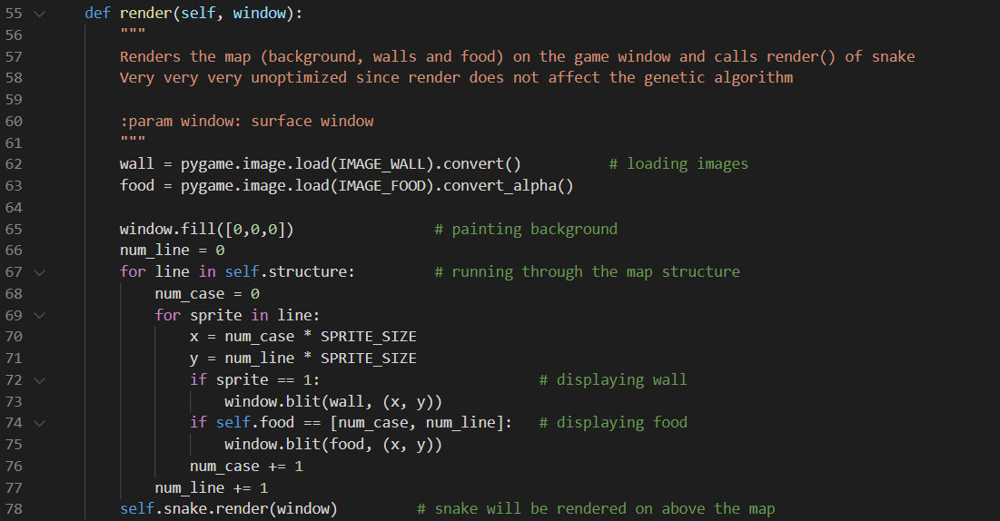 55 def render(self, window):
56 """
57 Renders the map (background, walls and food) on the game window and calls render() of snake
58 Very very very unoptimized since render does not affect the genetic algorithm
59
60 :param window: surface window
61 """
62 wall = pygame.image.load(IMAGE_WALL).convert() # loading images
63 food = pygame.image.load(IMAGE_FOOD).convert_alpha()
64
65 window.fill([0,0,0]) # painting background
66 num_line = 0
67 for line in self.structure: # running through the map structure
68 num_case = 0
69 for sprite in line:
70 x = num_case * SPRITE_SIZE
71 y = num_line * SPRITE_SIZE
72 if sprite == 1: # displaying wall
73 window.blit(wall, (x, y))
74 if self.food == [num_case, num_line]: # displaying food
75 window.blit(food, (x, y))
76 num_case += 1
77 num_line += 1
78 self.snake.render(window) # snake will be rendered on above the map